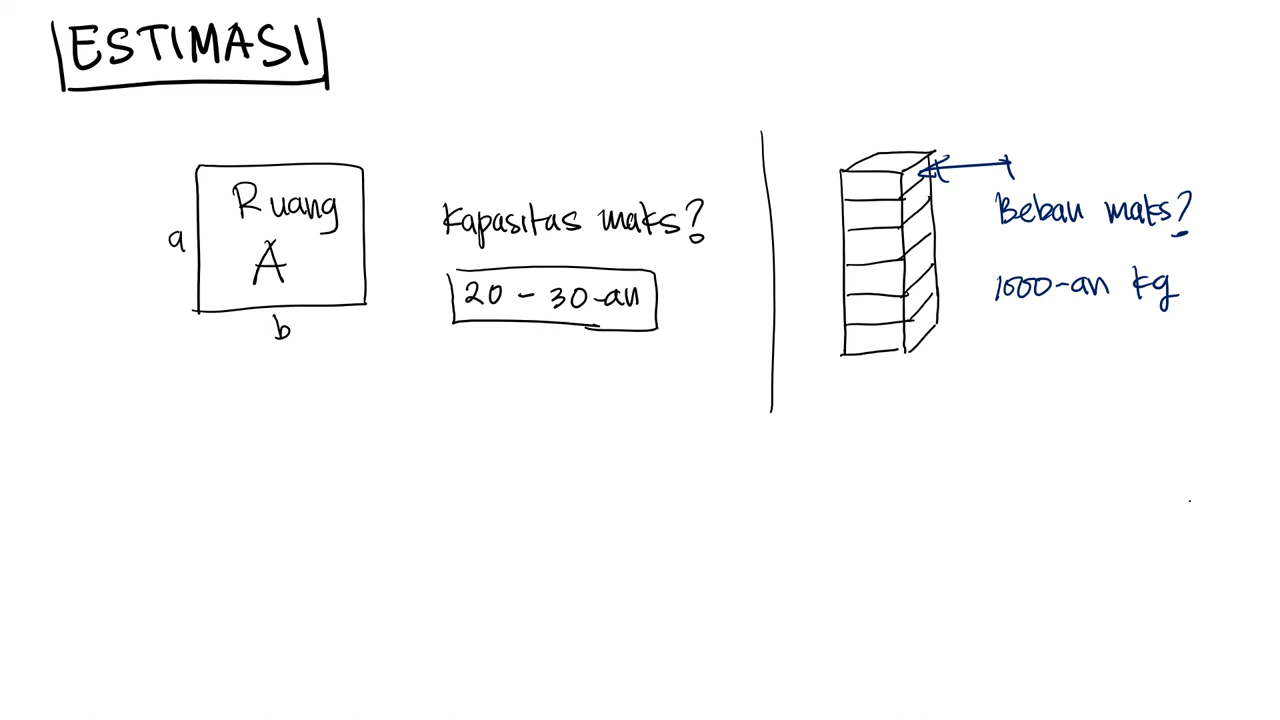 ESTIMASI
a
Ruang
A
b
Kapasitas maks?
20 - 30-an
Beban maks?
1000-an kg